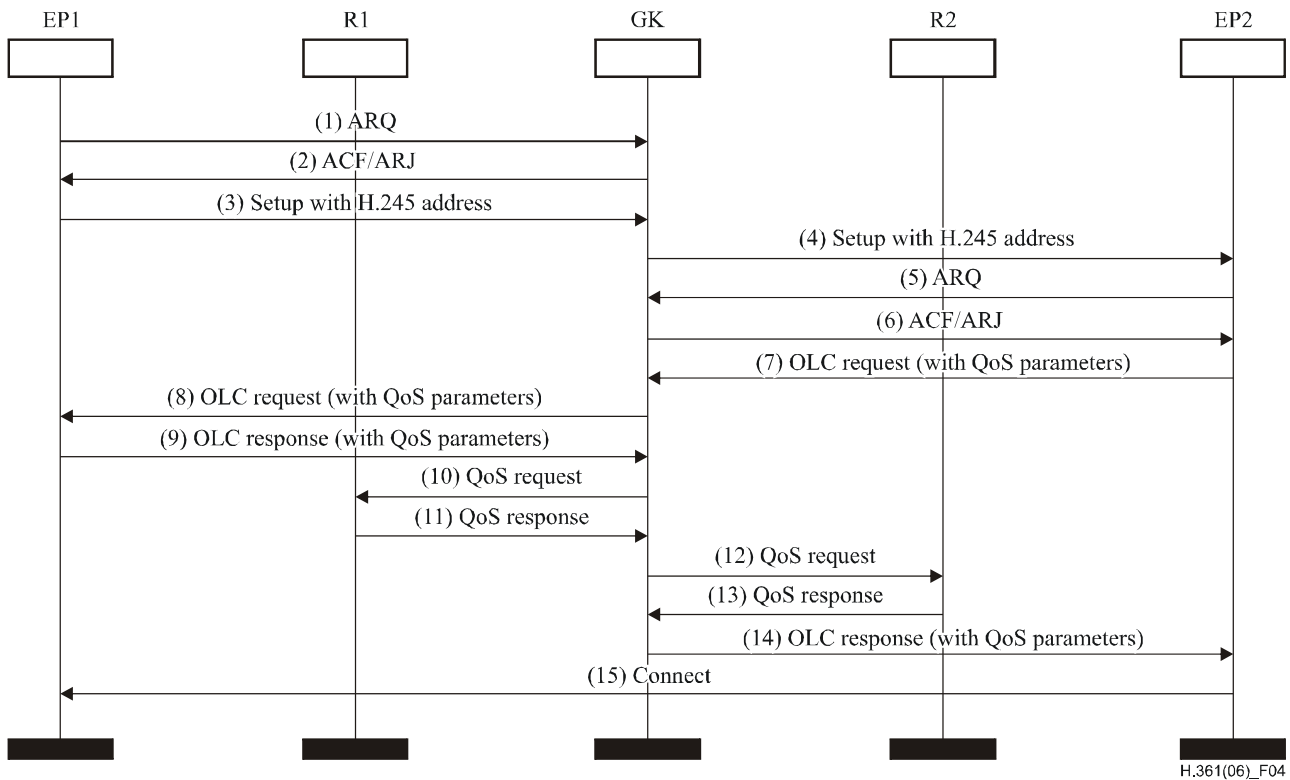 EP1
R1
GK
R2
EP2
(1) ARQ
(2) ACF/ARJ
(3) Setup with H.245 address
(4) Setup with H.245 address
(5) ARQ
(6) ACF/ARJ
(7) OLC request (with QoS parameters)
(8) OLC request (with QoS parameters)
(9) OLC response (with QoS parameters)
(10) QoS request
(11) QoS response
(12) QoS request
(13) QoS response
(14) OLC response (with QoS parameters)
(15) Connect
H.361(06)_F04